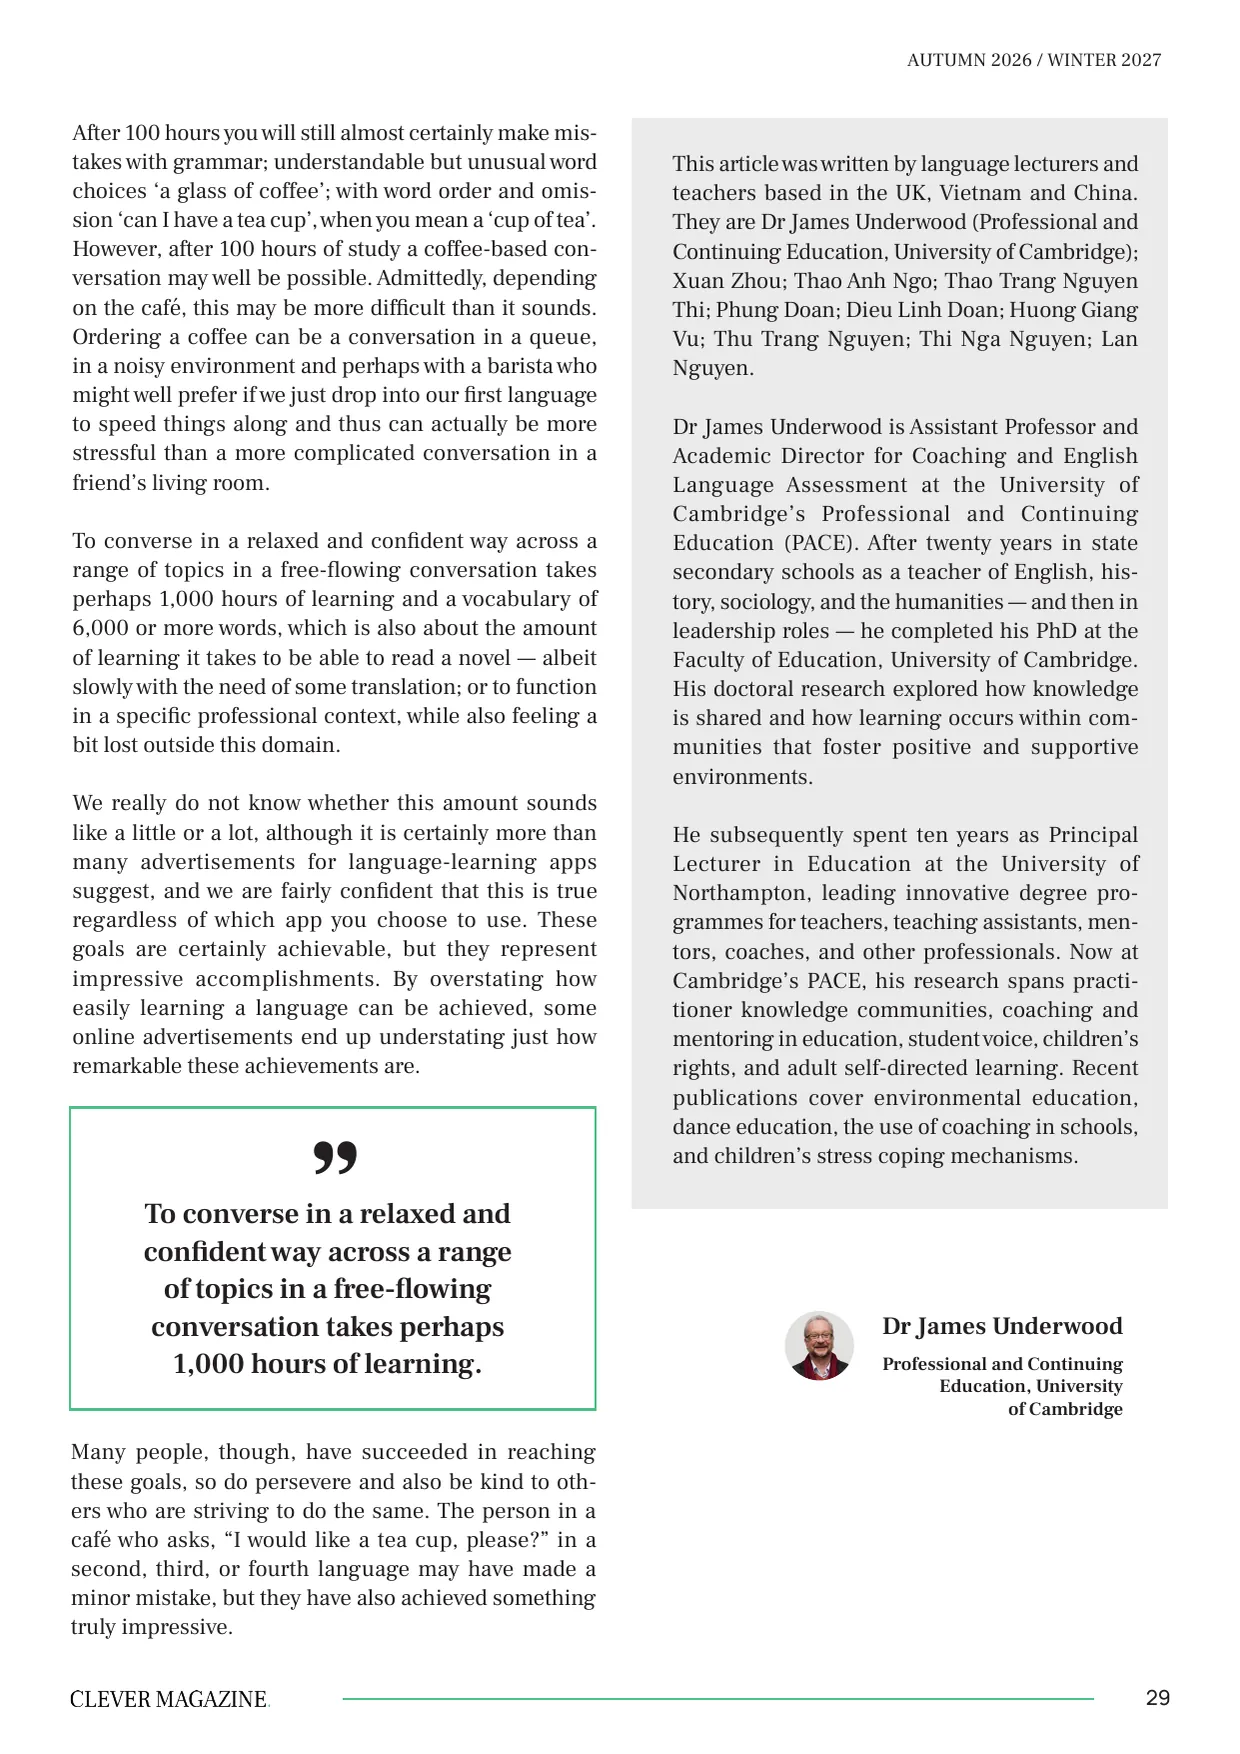 AUTUMN 2026 / WINTER 2027
After 100 hours you will still almost certainly make mis-
takes with grammar; understandable but unusual word
choices ‘a glass of coffee’; with word order and omis-
sion ‘can I have a tea cup’, when you mean a ‘cup of tea’.
However, after 100 hours of study a coffee-based con-
versation may well be possible. Admittedly, depending
on the café, this may be more difficult than it sounds.
Ordering a coffee can be a conversation in a queue,
in a noisy environment and perhaps with a barista who
might well prefer if we just drop into our first language
to speed things along and thus can actually be more
stressful than a more complicated conversation in a
friend’s living room.
To converse in a relaxed and confident way across a
range of topics in a free-flowing conversation takes
perhaps 1,000 hours of learning and a vocabulary of
6,000 or more words, which is also about the amount
of learning it takes to be able to read a novel — albeit
slowly with the need of some translation; or to function
in a specific professional context, while also feeling a
bit lost outside this domain.
We really do not know whether this amount sounds
like a little or a lot, although it is certainly more than
many advertisements for language-learning apps
suggest, and we are fairly confident that this is true
regardless of which app you choose to use. These
goals are certainly achievable, but they represent
impressive accomplishments. By overstating how
easily learning a language can be achieved, some
online advertisements end up understating just how
remarkable these achievements are.
”
To converse in a relaxed and
confident way across a range
of topics in a free-flowing
conversation takes perhaps
1,000 hours of learning.
Many people, though, have succeeded in reaching
these goals, so do persevere and also be kind to oth-
ers who are striving to do the same. The person in a
café who asks, “I would like a tea cup, please?” in a
second, third, or fourth language may have made a
minor mistake, but they have also achieved something
truly impressive.
This article was written by language lecturers and
teachers based in the UK, Vietnam and China.
They are Dr James Underwood (Professional and
Continuing Education, University of Cambridge);
Xuan Zhou; Thao Anh Ngo; Thao Trang Nguyen
Thi; Phung Doan; Dieu Linh Doan; Huong Giang
Vu; Thu Trang Nguyen; Thi Nga Nguyen; Lan
Nguyen.
Dr James Underwood is Assistant Professor and
Academic Director for Coaching and English
Language Assessment at the University of
Cambridge’s Professional and Continuing
Education (PACE). After twenty years in state
secondary schools as a teacher of English, his-
tory, sociology, and the humanities — and then in
leadership roles — he completed his PhD at the
Faculty of Education, University of Cambridge.
His doctoral research explored how knowledge
is shared and how learning occurs within com-
munities that foster positive and supportive
environments.
He subsequently spent ten years as Principal
Lecturer in Education at the University of
Northampton, leading innovative degree pro-
grammes for teachers, teaching assistants, men-
tors, coaches, and other professionals. Now at
Cambridge’s PACE, his research spans practi-
tioner knowledge communities, coaching and
mentoring in education, student voice, children’s
rights, and adult self-directed learning. Recent
publications cover environmental education,
dance education, the use of coaching in schools,
and children’s stress coping mechanisms.
Dr James Underwood
Professional and Continuing
Education, University
of Cambridge
CLEVER MAGAZINE.
29